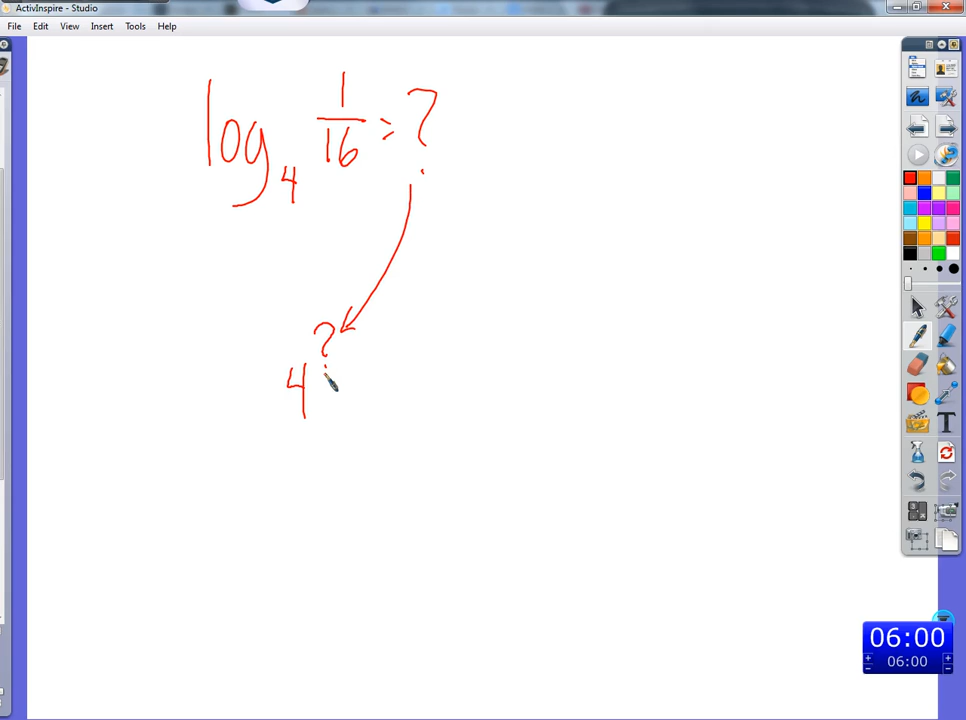 ActivInspire - Studio
File Edit View Insert Tools Help
log₄ 1/16 = ?
4^?
T
06:00
06:00